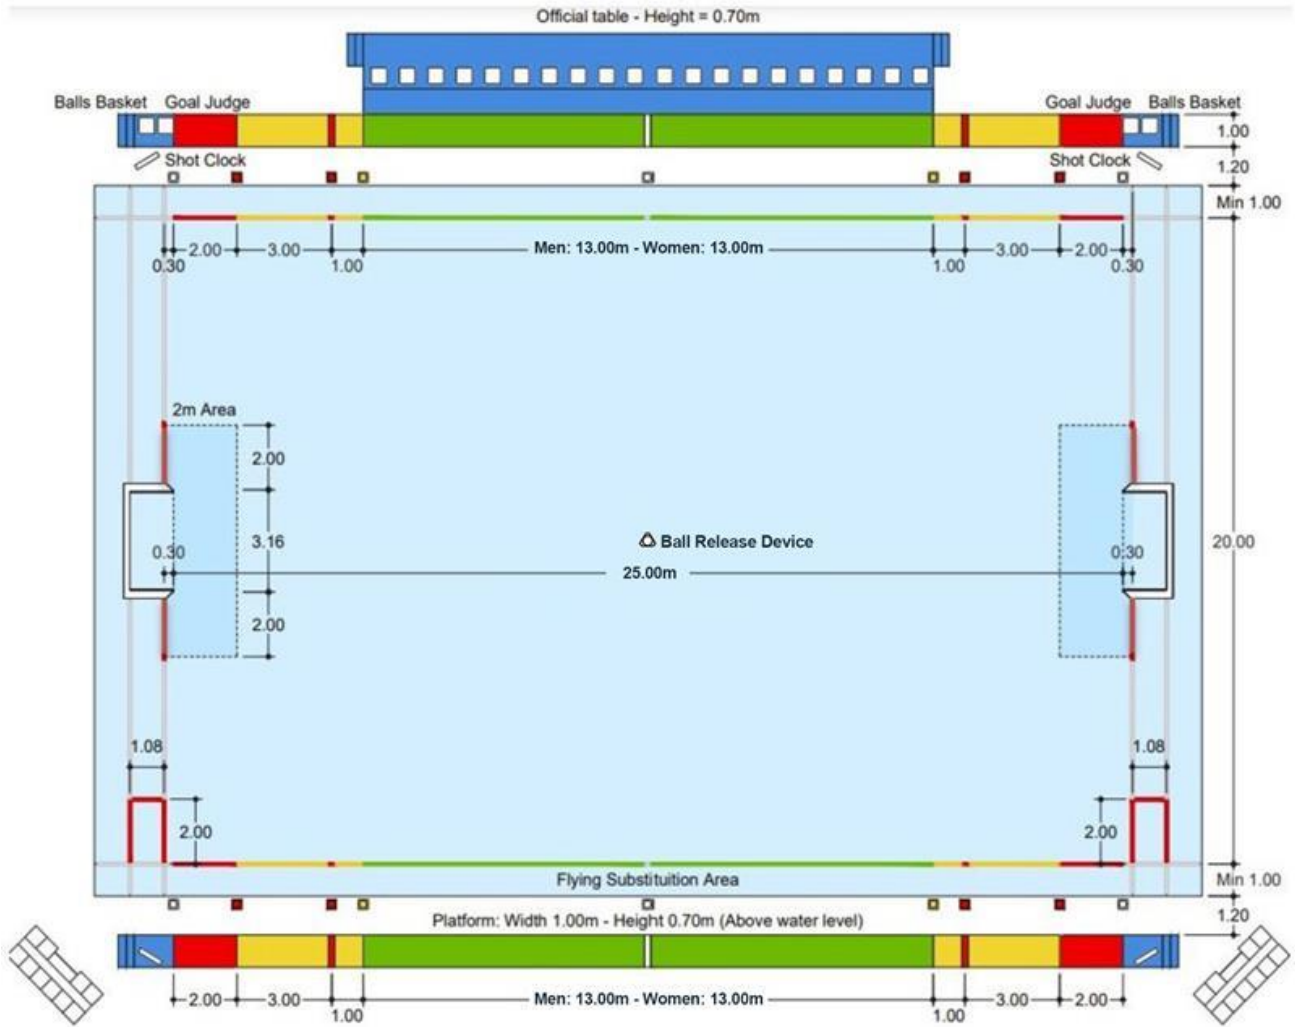 Official table - Height = 0.70m
Balls Basket Goal Judge Goal Judge Balls Basket
1.00
Shot Clock Shot Clock
1.20
Min 1.00
2.00 3.00 Men: 13.00m - Women: 13.00m 3.00 2.00
0.30 1.00 1.00 0.30
2m Area
2.00
3.16 Ball Release Device 20.00
0.30 0.30
25.00m
2.00
1.08 1.08
2.00 2.00
Flying Substituition Area Min 1.00
1.20
Platform: Width 1.00m - Height 0.70m (Above water level)
2.00 3.00 Men: 13.00m - Women: 13.00m 3.00 2.00
1.00 1.00